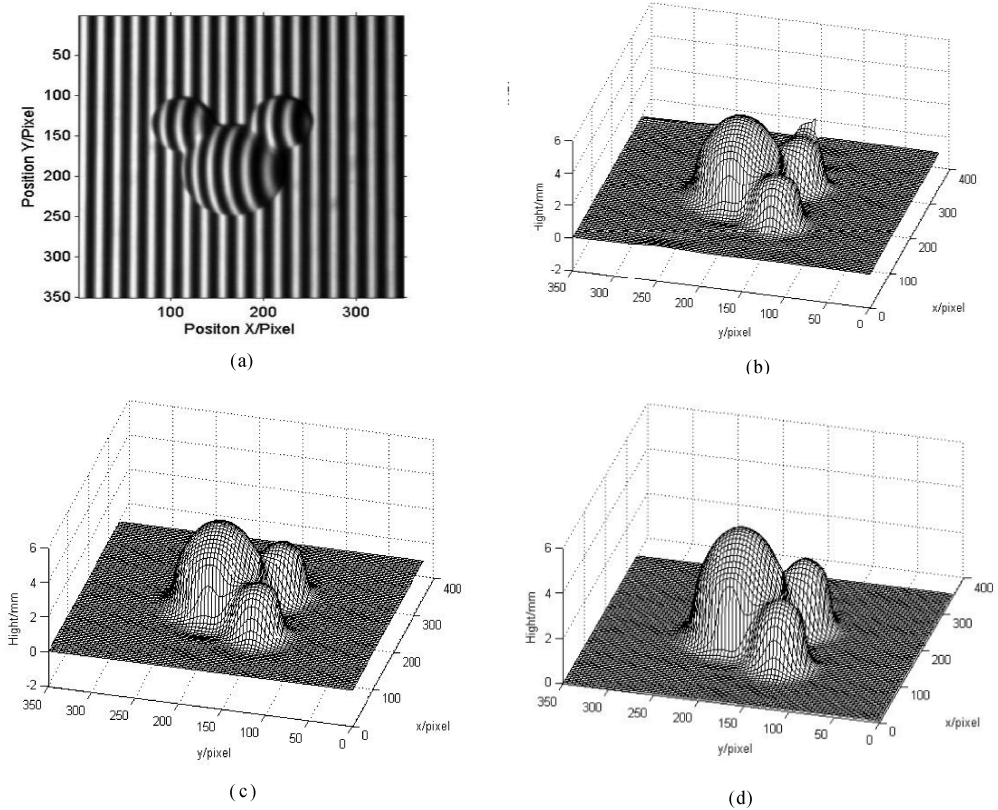 50
100
150
200
250
300
350
Position Y/Pixel
100 200 300
Positon X/Pixel
(a)
6
4
2
0
-2
Hight/mm
350 300 250 200 150 100 50 0
y/pixel
0 100 200 300 400
x/pixel
(b)
6
4
2
0
-2
Hight/mm
350 300 250 200 150 100 50 0
y/pixel
0 100 200 300 400
x/pixel
(c)
6
4
2
0
Hight/mm
350 300 250 200 150 100 50 0
y/pixel
0 100 200 300 400
x/pixel
(d)